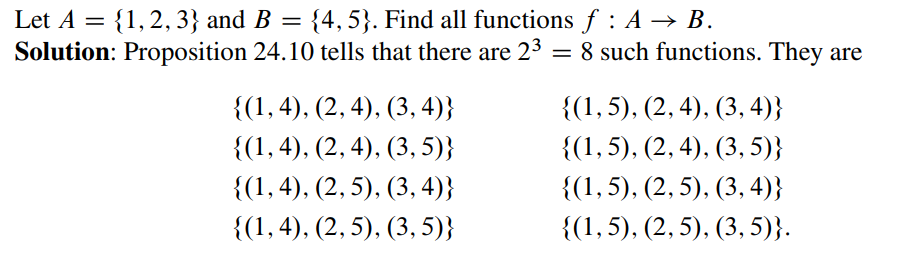 Let A = {1, 2, 3} and B = {4, 5}. Find all functions f : A → B.
Solution: Proposition 24.10 tells that there are 2³ = 8 such functions. They are
{(1, 4), (2, 4), (3, 4)} {(1, 5), (2, 4), (3, 4)}
{(1, 4), (2, 4), (3, 5)} {(1, 5), (2, 4), (3, 5)}
{(1, 4), (2, 5), (3, 4)} {(1, 5), (2, 5), (3, 4)}
{(1, 4), (2, 5), (3, 5)} {(1, 5), (2, 5), (3, 5)}.